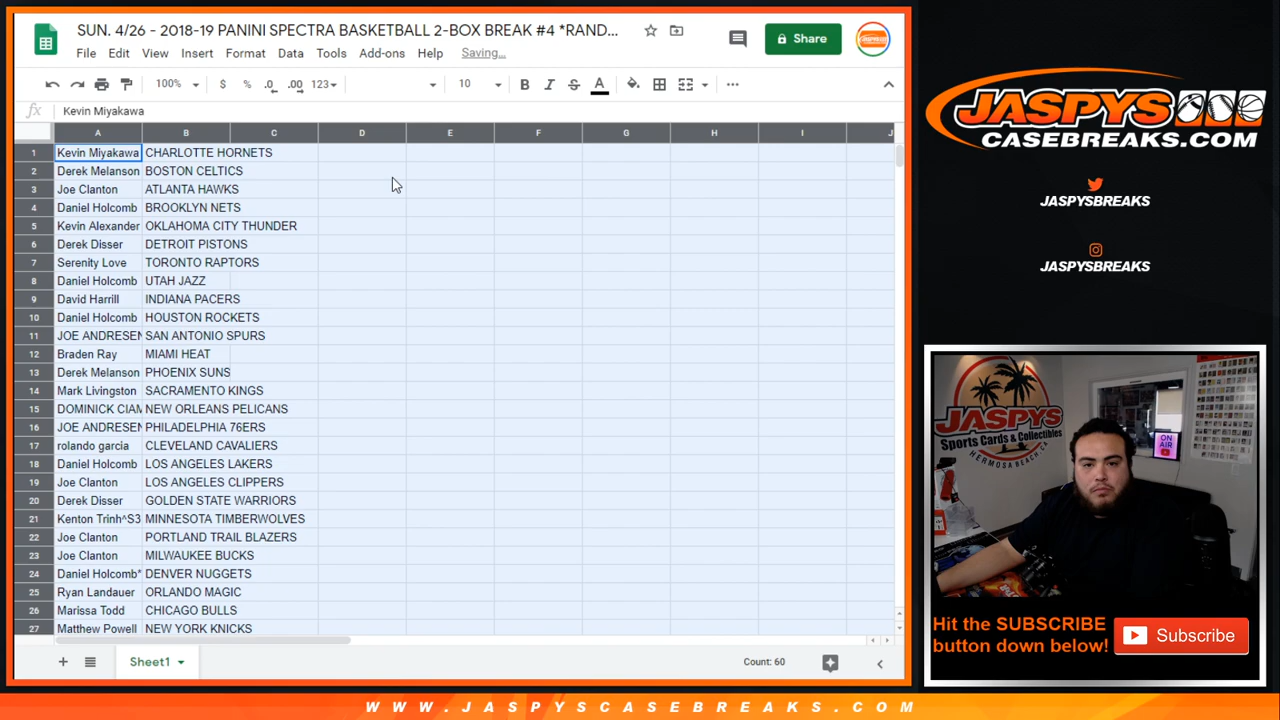 SUN. 4/26 - 2018-19 PANINI SPECTRA BASKETBALL 2-BOX BREAK #4 *RAND...
File Edit View Insert Format Data Tools Add-ons Help Saving...
Share
100% $ % .0 .00 123 10 B I S A
fx Kevin Miyakawa
A B C D E F G H I J
1 Kevin Miyakawa CHARLOTTE HORNETS
2 Derek Melanson BOSTON CELTICS
3 Joe Clanton ATLANTA HAWKS
4 Daniel Holcomb BROOKLYN NETS
5 Kevin Alexander OKLAHOMA CITY THUNDER
6 Derek Disser DETROIT PISTONS
7 Serenity Love TORONTO RAPTORS
8 Daniel Holcomb UTAH JAZZ
9 David Harrill INDIANA PACERS
10 Daniel Holcomb HOUSTON ROCKETS
11 JOE ANDRESEN SAN ANTONIO SPURS
12 Braden Ray MIAMI HEAT
13 Derek Melanson PHOENIX SUNS
14 Mark Livingston SACRAMENTO KINGS
15 DOMINICK CIAM NEW ORLEANS PELICANS
16 JOE ANDRESEN PHILADELPHIA 76ERS
17 rolando garcia CLEVELAND CAVALIERS
18 Daniel Holcomb LOS ANGELES LAKERS
19 Joe Clanton LOS ANGELES CLIPPERS
20 Derek Disser GOLDEN STATE WARRIORS
21 Kenton Trinh^S3 MINNESOTA TIMBERWOLVES
22 Joe Clanton PORTLAND TRAIL BLAZERS
23 Joe Clanton MILWAUKEE BUCKS
24 Daniel Holcomb* DENVER NUGGETS
25 Ryan Landauer ORLANDO MAGIC
26 Marissa Todd CHICAGO BULLS
27 Matthew Powell NEW YORK KNICKS
Sheet1
Count: 60
JASPYS
CASEBREAKS.COM
JASPYSBREAKS
JASPYSBREAKS
JASPYS
Sports Cards & Collectibles
HERMOSA BEACH CA
ON AIR
Hit the SUBSCRIBE
button down below!
Subscribe
WWW.JASPYSCASEBREAKS.COM